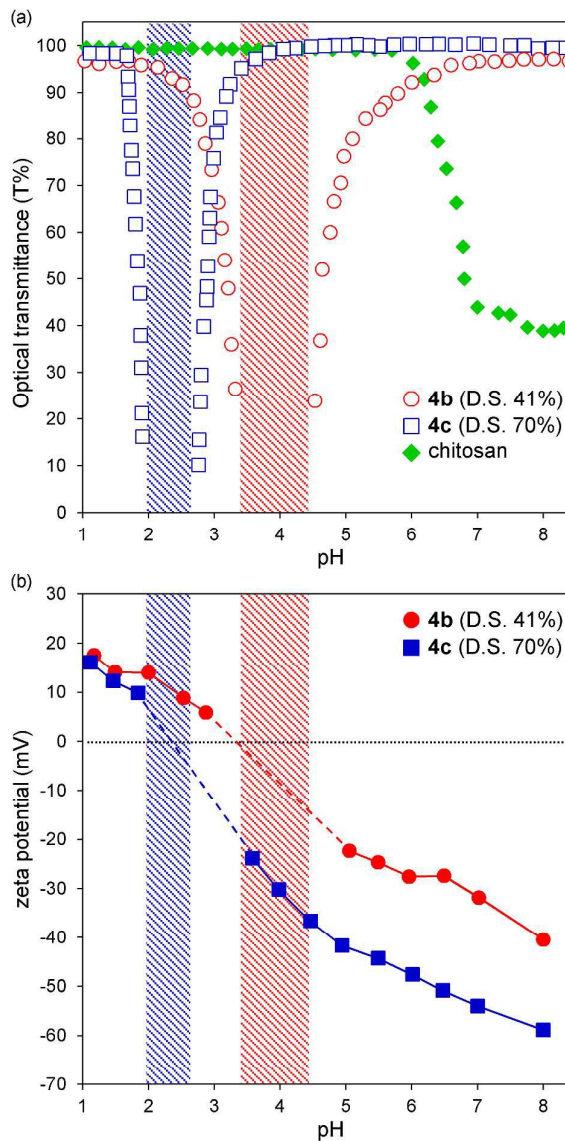 (a)
100
90
80
70
60
50
40
30
20
10
0
Optical transmittance (T%)
4b (D.S. 41%)
4c (D.S. 70%)
chitosan
1 2 3 4 5 6 7 8
pH
(b)
30
20
10
0
-10
-20
-30
-40
-50
-60
-70
zeta potential (mV)
4b (D.S. 41%)
4c (D.S. 70%)
1 2 3 4 5 6 7 8
pH